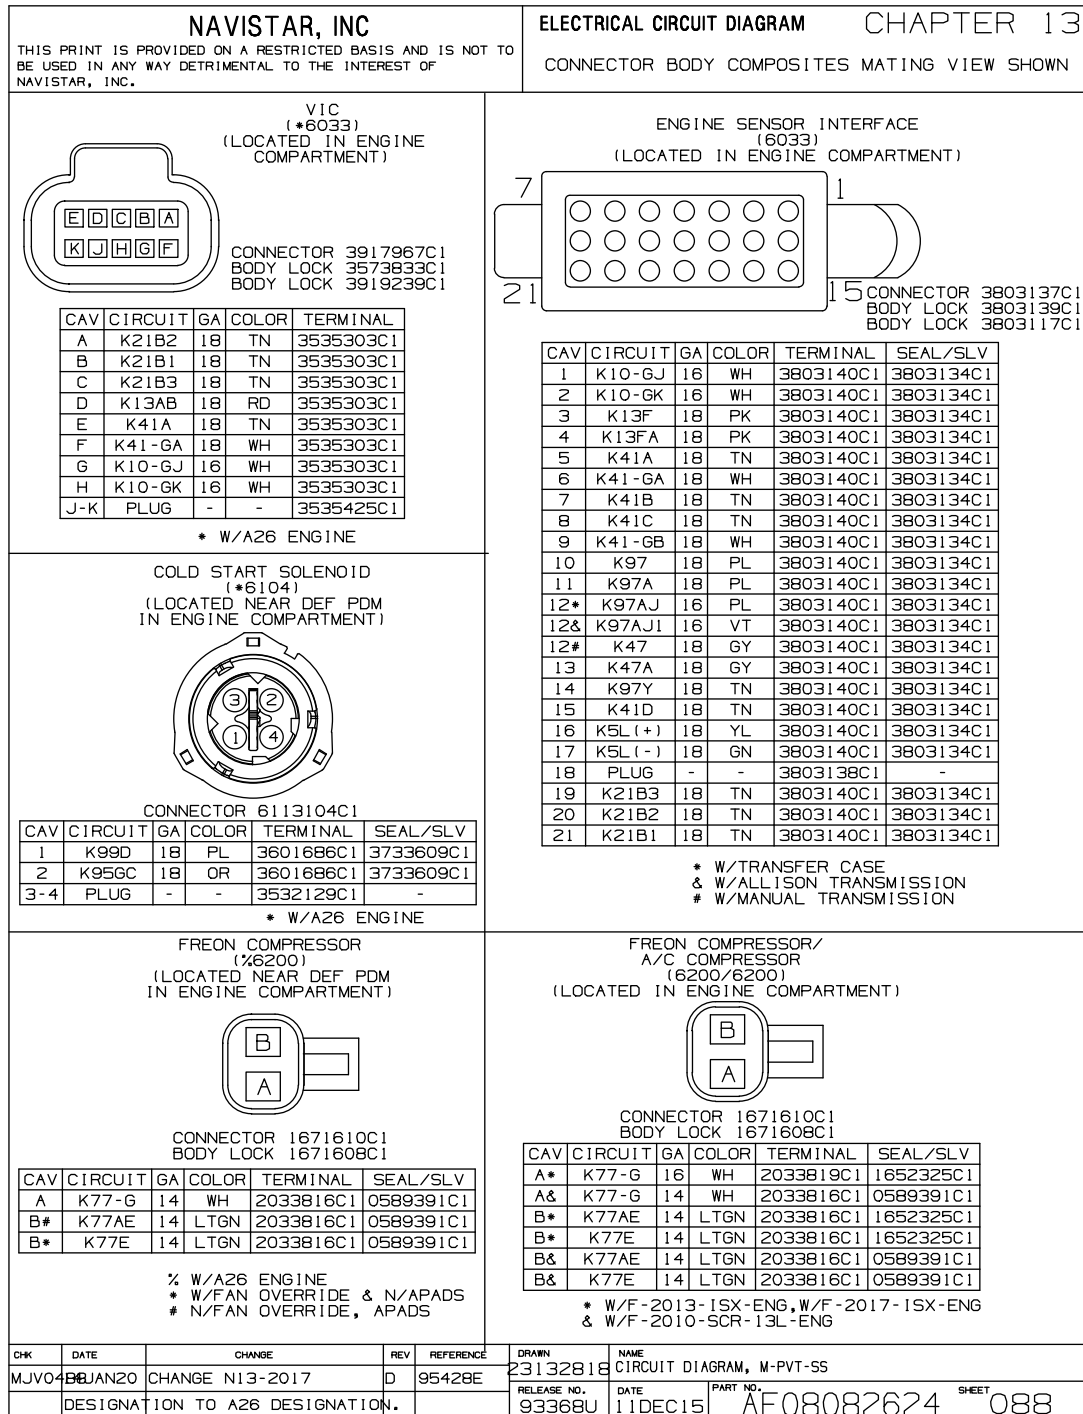 NAVISTAR, INC
THIS PRINT IS PROVIDED ON A RESTRICTED BASIS AND IS NOT TO
BE USED IN ANY WAY DETRIMENTAL TO THE INTEREST OF
NAVISTAR, INC.
ELECTRICAL CIRCUIT DIAGRAM CHAPTER 13
CONNECTOR BODY COMPOSITES MATING VIEW SHOWN
VIC
(*6033)
(LOCATED IN ENGINE
COMPARTMENT)
E D C B A
K J H G F
CONNECTOR 3917967C1
BODY LOCK 3573833C1
BODY LOCK 3919239C1
CAV CIRCUIT GA COLOR TERMINAL
A K21B2 18 TN 3535303C1
B K21B1 18 TN 3535303C1
C K21B3 18 TN 3535303C1
D K13AB 18 RD 3535303C1
E K41A 18 TN 3535303C1
F K41-GA 18 WH 3535303C1
G K10-GJ 16 WH 3535303C1
H K10-GK 16 WH 3535303C1
J-K PLUG - - 3535425C1
* W/A26 ENGINE
ENGINE SENSOR INTERFACE
(6033)
(LOCATED IN ENGINE COMPARTMENT)
7 1
21 15
CONNECTOR 3803137C1
BODY LOCK 3803139C1
BODY LOCK 3803117C1
CAV CIRCUIT GA COLOR TERMINAL SEAL/SLV
1 K10-GJ 16 WH 3803140C1 3803134C1
2 K10-GK 16 WH 3803140C1 3803134C1
3 K13F 18 PK 3803140C1 3803134C1
4 K13FA 18 PK 3803140C1 3803134C1
5 K41A 18 TN 3803140C1 3803134C1
6 K41-GA 18 WH 3803140C1 3803134C1
7 K41B 18 TN 3803140C1 3803134C1
8 K41C 18 TN 3803140C1 3803134C1
9 K41-GB 18 WH 3803140C1 3803134C1
10 K97 18 PL 3803140C1 3803134C1
11 K97A 18 PL 3803140C1 3803134C1
12* K97AJ 16 PL 3803140C1 3803134C1
12& K97AJ1 16 VT 3803140C1 3803134C1
12# K47 18 GY 3803140C1 3803134C1
13 K47A 18 GY 3803140C1 3803134C1
14 K97Y 18 TN 3803140C1 3803134C1
15 K41D 18 TN 3803140C1 3803134C1
16 K5L(+) 18 YL 3803140C1 3803134C1
17 K5L(-) 18 GN 3803140C1 3803134C1
18 PLUG - - 3803138C1 -
19 K21B3 18 TN 3803140C1 3803134C1
20 K21B2 18 TN 3803140C1 3803134C1
21 K21B1 18 TN 3803140C1 3803134C1
* W/TRANSFER CASE
& W/ALLISON TRANSMISSION
# W/MANUAL TRANSMISSION
COLD START SOLENOID
(*6104)
(LOCATED NEAR DEF PDM
IN ENGINE COMPARTMENT)
3 2
1 4
CONNECTOR 6113104C1
CAV CIRCUIT GA COLOR TERMINAL SEAL/SLV
1 K99D 18 PL 3601686C1 3733609C1
2 K95GC 18 OR 3601686C1 3733609C1
3-4 PLUG - - 3532129C1 -
* W/A26 ENGINE
FREON COMPRESSOR
(%6200)
(LOCATED NEAR DEF PDM
IN ENGINE COMPARTMENT)
B
A
CONNECTOR 1671610C1
BODY LOCK 1671608C1
CAV CIRCUIT GA COLOR TERMINAL SEAL/SLV
A K77-G 14 WH 2033816C1 0589391C1
B# K77AE 14 LTGN 2033816C1 0589391C1
B* K77E 14 LTGN 2033816C1 0589391C1
% W/A26 ENGINE
* W/FAN OVERRIDE & N/APADS
# N/FAN OVERRIDE, APADS
FREON COMPRESSOR/
A/C COMPRESSOR
(6200/6200)
(LOCATED IN ENGINE COMPARTMENT)
B
A
CONNECTOR 1671610C1
BODY LOCK 1671608C1
CAV CIRCUIT GA COLOR TERMINAL SEAL/SLV
A* K77-G 16 WH 2033819C1 1652325C1
A& K77-G 14 WH 2033816C1 0589391C1
B* K77AE 14 LTGN 2033816C1 1652325C1
B* K77E 14 LTGN 2033816C1 1652325C1
B& K77AE 14 LTGN 2033816C1 0589391C1
B& K77E 14 LTGN 2033816C1 0589391C1
* W/F-2013-ISX-ENG,W/F-2017-ISX-ENG
& W/F-2010-SCR-13L-ENG
CHK DATE CHANGE REV REFERENCE
CHANGE N13-2017 D 95428E
DESIGNATION TO A26 DESIGNATION.
DRAWN NAME
23132818 CIRCUIT DIAGRAM, M-PVT-SS
RELEASE NO. DATE PART NO. SHEET
93368U 11DEC15 AF08082624 088